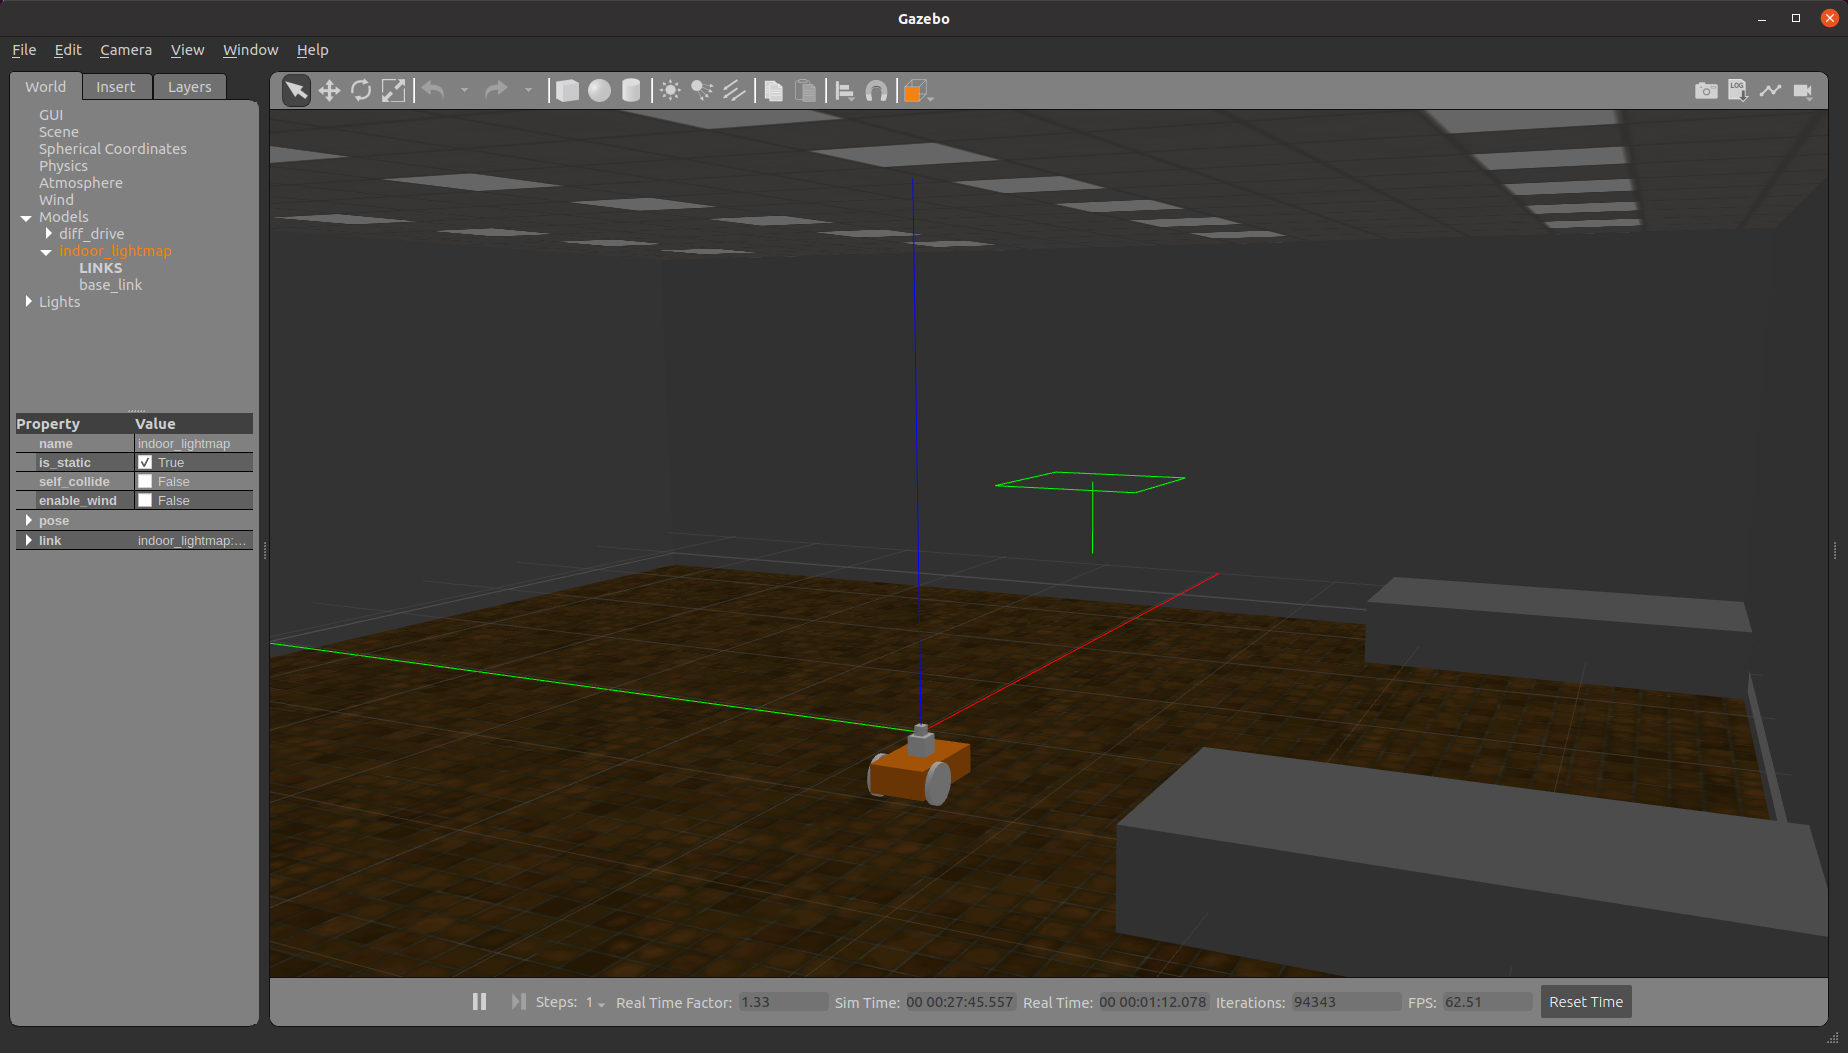 Gazebo
File Edit Camera View Window Help
World Insert Layers
LOG
GUI
Scene
Spherical Coordinates
Physics
Atmosphere
Wind
Models
diff_drive
indoor_lightmap
LINKS
base_link
Lights
Property Value
name indoor_lightmap
is_static True
self_collide False
enable_wind False
pose
link indoor_lightmap:...
Steps: 1 Real Time Factor: 1.33 Sim Time: 00 00:27:45.557 Real Time: 00 00:01:12.078 Iterations: 94343 FPS: 62.51 Reset Time